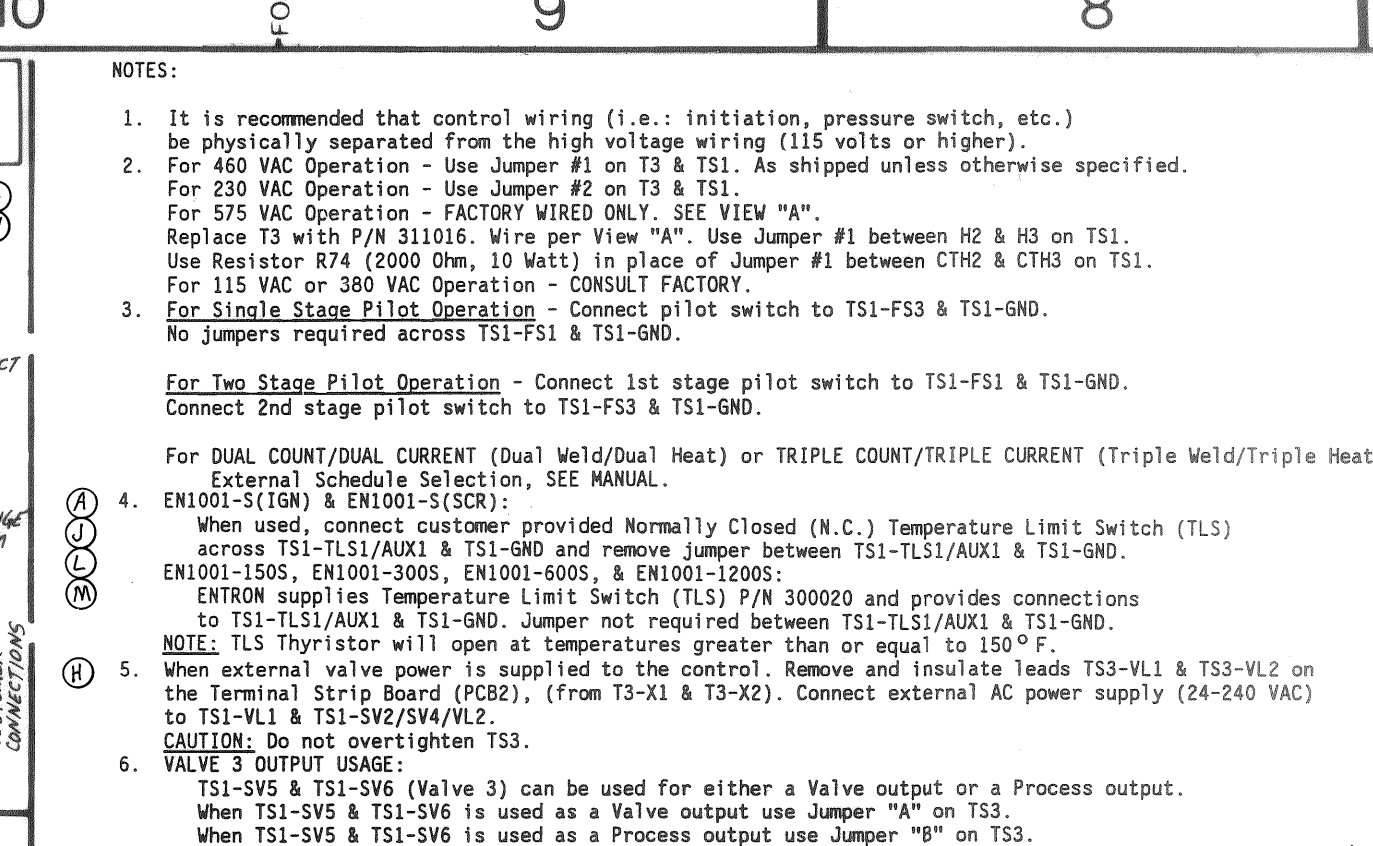 10
FO
9
8
NOTES:
1. It is recommended that control wiring (i.e.: initiation, pressure switch, etc.)
be physically separated from the high voltage wiring (115 volts or higher).
2. For 460 VAC Operation - Use Jumper #1 on T3 & TS1. As shipped unless otherwise specified.
For 230 VAC Operation - Use Jumper #2 on T3 & TS1.
For 575 VAC Operation - FACTORY WIRED ONLY. SEE VIEW "A".
Replace T3 with P/N 311016. Wire per View "A". Use Jumper #1 between H2 & H3 on TS1.
Use Resistor R74 (2000 Ohm, 10 Watt) in place of Jumper #1 between CTH2 & CTH3 on TS1.
For 115 VAC or 380 VAC Operation - CONSULT FACTORY.
3. For Single Stage Pilot Operation - Connect pilot switch to TS1-FS3 & TS1-GND.
No jumpers required across TS1-FS1 & TS1-GND.
For Two Stage Pilot Operation - Connect 1st stage pilot switch to TS1-FS1 & TS1-GND.
Connect 2nd stage pilot switch to TS1-FS3 & TS1-GND.
For DUAL COUNT/DUAL CURRENT (Dual Weld/Dual Heat) or TRIPLE COUNT/TRIPLE CURRENT (Triple Weld/Triple Heat
External Schedule Selection, SEE MANUAL.
A 4. EN1001-S(IGN) & EN1001-S(SCR):
J When used, connect customer provided Normally Closed (N.C.) Temperature Limit Switch (TLS)
across TS1-TLS1/AUX1 & TS1-GND and remove jumper between TS1-TLS1/AUX1 & TS1-GND.
L EN1001-150S, EN1001-300S, EN1001-600S, & EN1001-1200S:
M ENTRON supplies Temperature Limit Switch (TLS) P/N 300020 and provides connections
to TS1-TLS1/AUX1 & TS1-GND. Jumper not required between TS1-TLS1/AUX1 & TS1-GND.
NOTE: TLS Thyristor will open at temperatures greater than or equal to 150° F.
H 5. When external valve power is supplied to the control. Remove and insulate leads TS3-VL1 & TS3-VL2 on
the Terminal Strip Board (PCB2), (from T3-X1 & T3-X2). Connect external AC power supply (24-240 VAC)
to TS1-VL1 & TS1-SV2/SV4/VL2.
CAUTION: Do not overtighten TS3.
6. VALVE 3 OUTPUT USAGE:
TS1-SV5 & TS1-SV6 (Valve 3) can be used for either a Valve output or a Process output.
When TS1-SV5 & TS1-SV6 is used as a Valve output use Jumper "A" on TS3.
When TS1-SV5 & TS1-SV6 is used as a Process output use Jumper "B" on TS3.
CT
CONNECTIONS